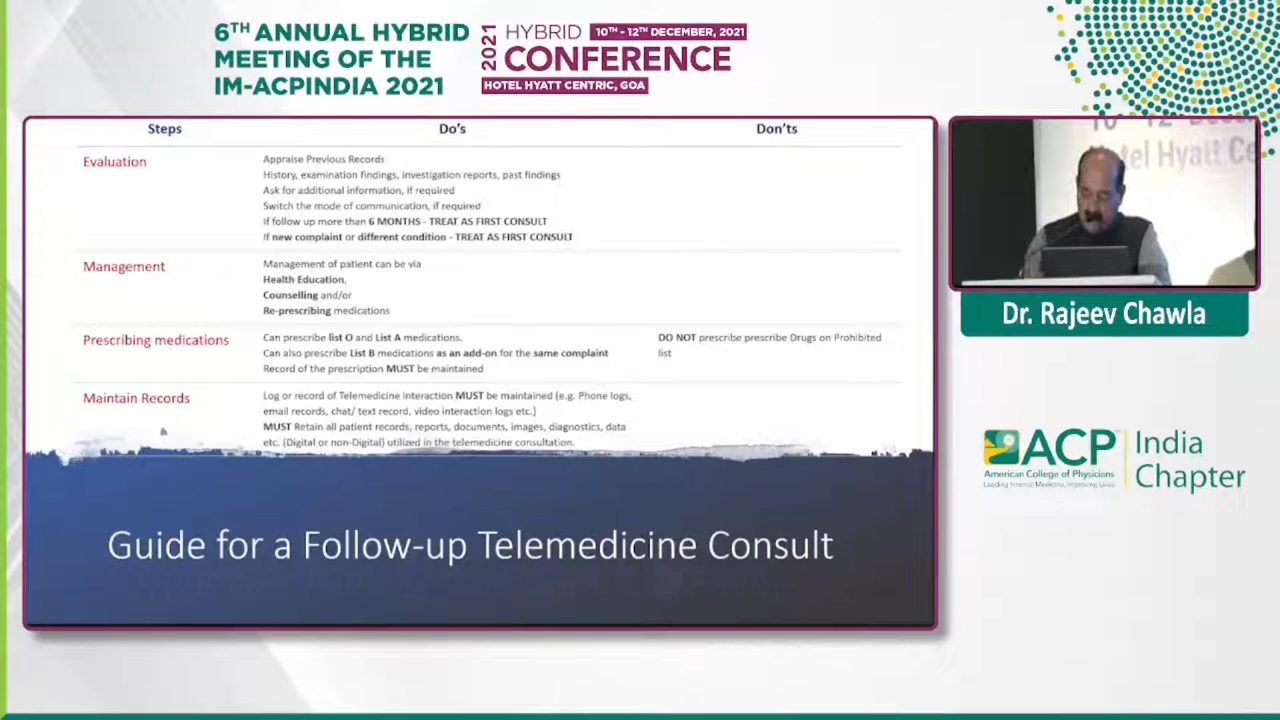 6TH ANNUAL HYBRID
MEETING OF THE
IM-ACPINDIA 2021
2021
HYBRID 10TH - 12TH DECEMBER, 2021
CONFERENCE
HOTEL HYATT CENTRIC, GOA
Steps Do's Don'ts
Evaluation
Appraise Previous Records
History, examination findings, investigation reports, past findings
Ask for additional information, if required
Switch the mode of communication, if required
If follow up more than 6 MONTHS - TREAT AS FIRST CONSULT
If new complaint or different condition - TREAT AS FIRST CONSULT
Management
Management of patient can be via
Health Education,
Counselling and/or
Re-prescribing medications
Prescribing medications
Can prescribe list O and List A medications.
Can also prescribe List B medications as an add-on for the same complaint
Record of the prescription MUST be maintained
DO NOT prescribe prescribe Drugs on Prohibited
list
Maintain Records
Log or record of Telemedicine interaction MUST be maintained (e.g. Phone logs,
email records, chat/ text record, video interaction logs etc.)
MUST Retain all patient records, reports, documents, images, diagnostics, data
etc. (Digital or non-Digital) utilized in the telemedicine consultation.
Guide for a Follow-up Telemedicine Consult
tel Hyatt Ce
Dr. Rajeev Chawla
ACP
American College of Physicians
Leading Internal Medicine, Improving Lives
India
Chapter